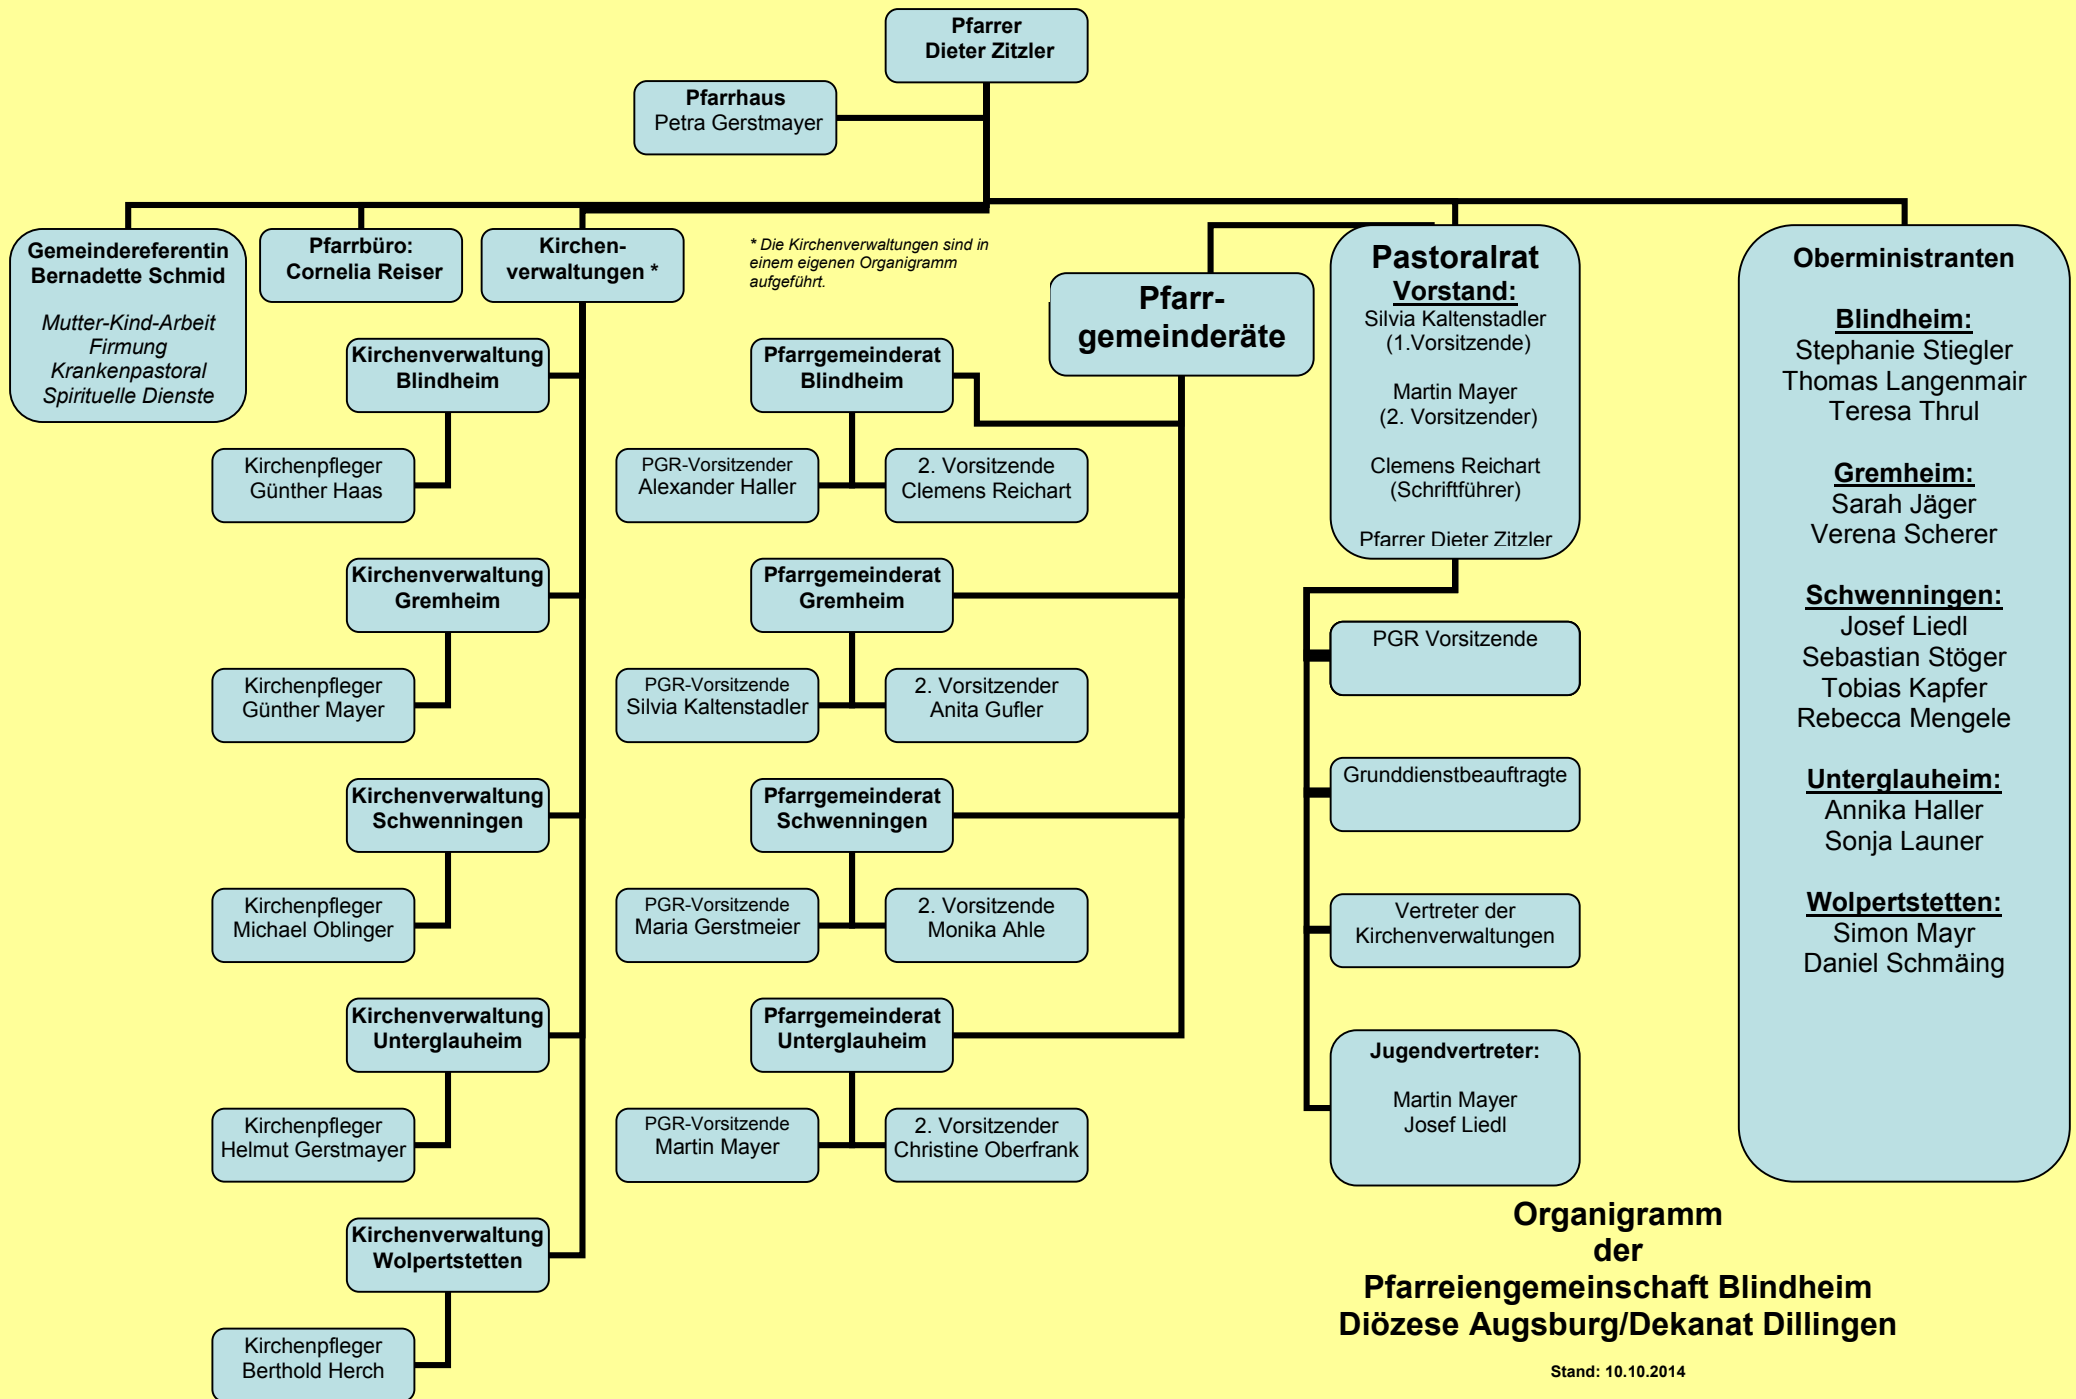 Pfarrer
Dieter Zitzler
Pfarrhaus
Petra Gerstmayer
Gemeindereferentin
Bernadette Schmid
Mutter-Kind-Arbeit
Firmung
Krankenpastoral
Spirituelle Dienste
Pfarrbüro:
Cornelia Reiser
Kirchen-
verwaltungen *
* Die Kirchenverwaltungen sind in
einem eigenen Organigramm
aufgeführt.
Kirchenverwaltung
Blindheim
Kirchenpfleger
Günther Haas
Kirchenverwaltung
Gremheim
Kirchenpfleger
Günther Mayer
Kirchenverwaltung
Schwenningen
Kirchenpfleger
Michael Oblinger
Kirchenverwaltung
Unterglauheim
Kirchenpfleger
Helmut Gerstmayer
Kirchenverwaltung
Wolpertstetten
Kirchenpfleger
Berthold Herch
Pfarr-
gemeinderäte
Pfarrgemeinderat
Blindheim
PGR-Vorsitzender
Alexander Haller
2. Vorsitzende
Clemens Reichart
Pfarrgemeinderat
Gremheim
PGR-Vorsitzende
Silvia Kaltenstadler
2. Vorsitzender
Anita Gufler
Pfarrgemeinderat
Schwenningen
PGR-Vorsitzende
Maria Gerstmeier
2. Vorsitzende
Monika Ahle
Pfarrgemeinderat
Unterglauheim
PGR-Vorsitzende
Martin Mayer
2. Vorsitzender
Christine Oberfrank
Pastoralrat
Vorstand:
Silvia Kaltenstadler
(1.Vorsitzende)
Martin Mayer
(2. Vorsitzender)
Clemens Reichart
(Schriftführer)
Pfarrer Dieter Zitzler
PGR Vorsitzende
Grunddienstbeauftragte
Vertreter der
Kirchenverwaltungen
Jugendvertreter:
Martin Mayer
Josef Liedl
Oberministranten
Blindheim:
Stephanie Stiegler
Thomas Langenmair
Teresa Thrul
Gremheim:
Sarah Jäger
Verena Scherer
Schwenningen:
Josef Liedl
Sebastian Stöger
Tobias Kapfer
Rebecca Mengele
Unterglauheim:
Annika Haller
Sonja Launer
Wolpertstetten:
Simon Mayr
Daniel Schmäing
Organigramm
der
Pfarreiengemeinschaft Blindheim
Diözese Augsburg/Dekanat Dillingen
Stand: 10.10.2014